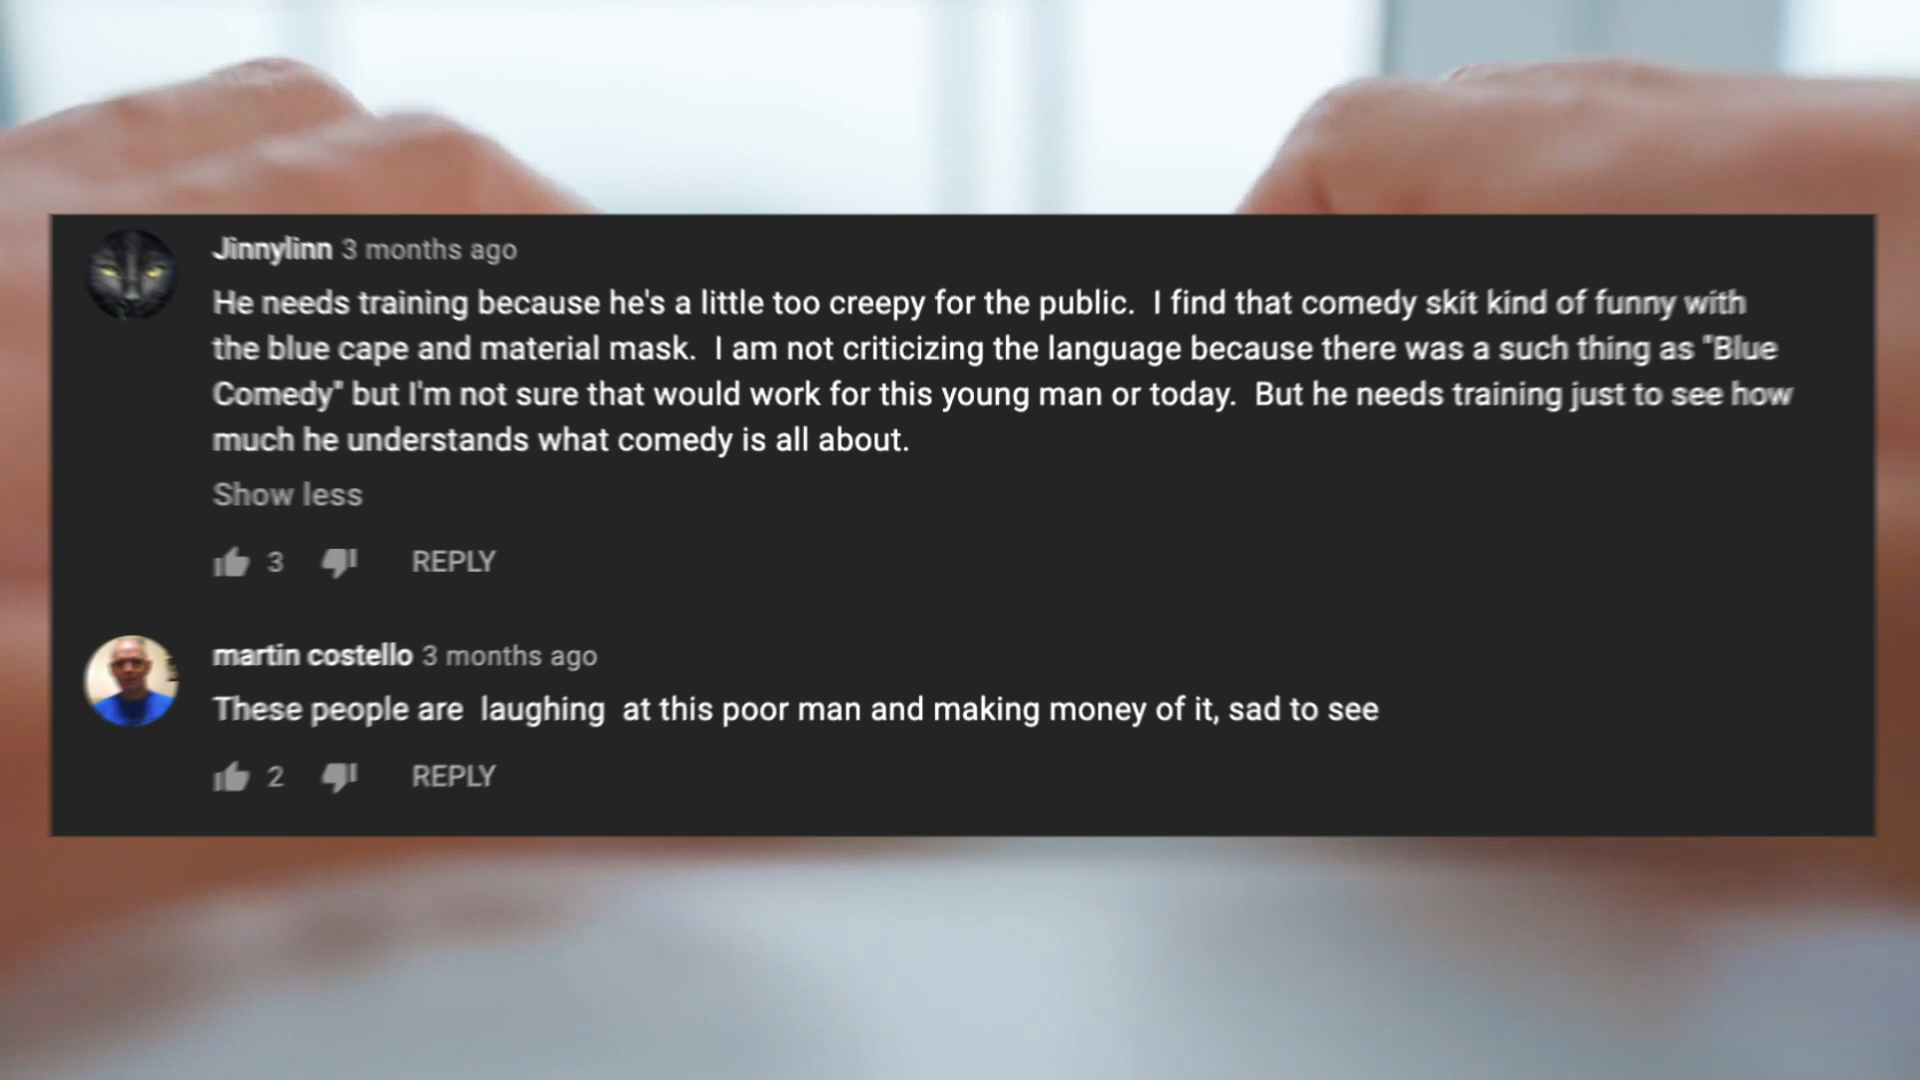 Jinnylinn 3 months ago
He needs training because he's a little too creepy for the public.  I find that comedy skit kind of funny with
the blue cape and material mask.  I am not criticizing the language because there was a such thing as "Blue
Comedy" but I'm not sure that would work for this young man or today.  But he needs training just to see how
much he understands what comedy is all about.
Show less
3 REPLY
martin costello 3 months ago
These people are  laughing  at this poor man and making money of it, sad to see
2 REPLY